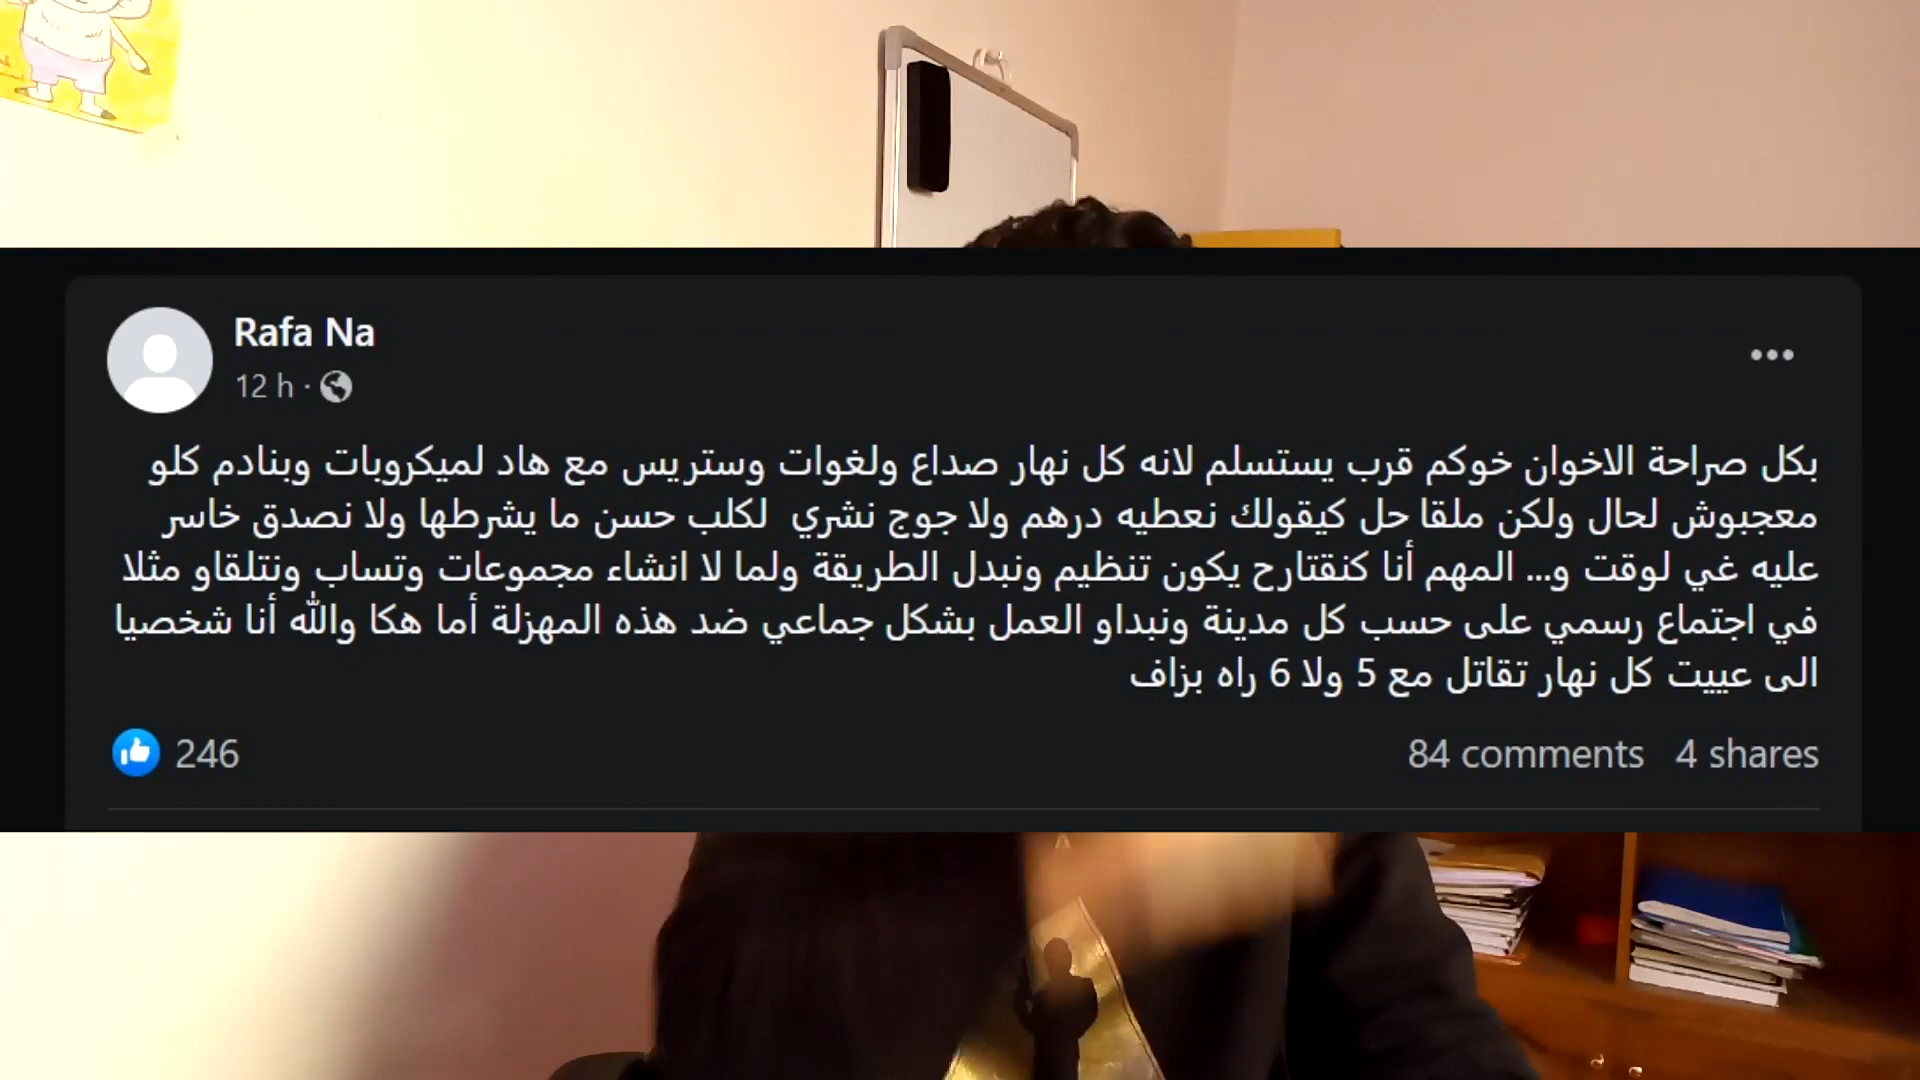 Rafa Na
12 h ·
بكل صراحة الاخوان خوكم قرب يستسلم لانه كل نهار صداع ولغوات وستريس مع هاد لميكروبات وبنادم كلو
معجبوش لحال ولكن ملقا حل كيقولك نعطيه درهم ولا جوج نشري لكلب حسن ما يشرطها ولا نصدق خاسر
عليه غي لوقت و... المهم أنا كنقتارح يكون تنظيم ونبدل الطريقة ولما لا انشاء مجموعات وتساب ونتلقاو مثلا
في اجتماع رسمي على حسب كل مدينة ونبداو العمل بشكل جماعي ضد هذه المهزلة أما هكا والله أنا شخصيا
الى عييت كل نهار تقاتل مع 5 ولا 6 راه بزاف
246
84 comments 4 shares